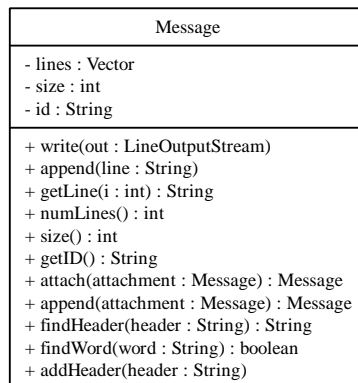 Message
- lines : Vector
- size : int
- id : String
+ write(out : LineOutputStream)
+ append(line : String)
+ getLine(i : int) : String
+ numLines() : int
+ size() : int
+ getID() : String
+ attach(attachment : Message) : Message
+ append(attachment : Message) : Message
+ findHeader(header : String) : String
+ findWord(word : String) : boolean
+ addHeader(header : String)